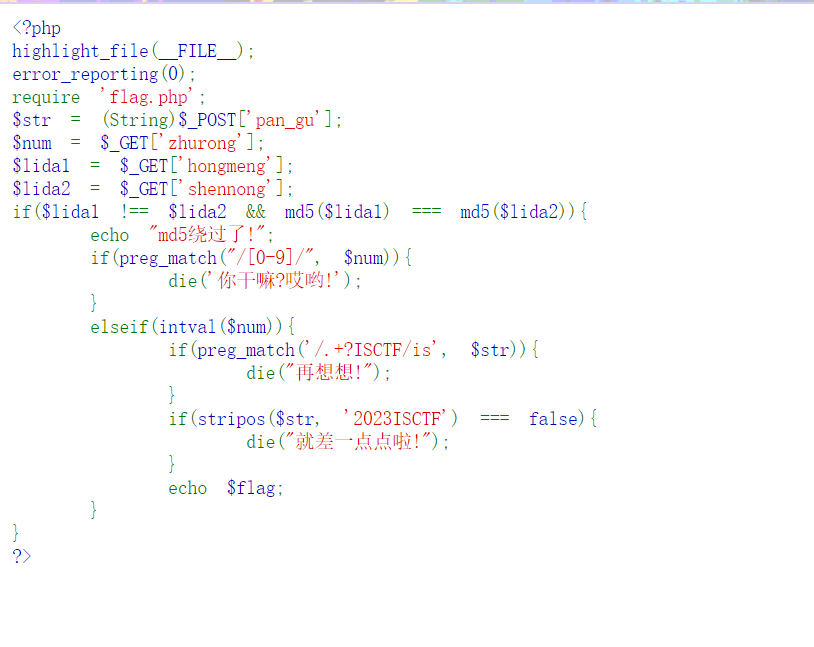 <?php
highlight_file(__FILE__);
error_reporting(0);
require 'flag.php';
$str = (String)$_POST['pan_gu'];
$num = $_GET['zhurong'];
$lida1 = $_GET['hongmeng'];
$lida2 = $_GET['shennong'];
if($lida1 !== $lida2 && md5($lida1) === md5($lida2)){
echo "md5绕过了!";
if(preg_match("/[0-9]/", $num)){
die('你干嘛?哎哟!');
}
elseif(intval($num)){
if(preg_match('/.+?ISCTF/is', $str)){
die("再想想!");
}
if(stripos($str, '2023ISCTF') === false){
die("就差一点点啦!");
}
echo $flag;
}
}
?>